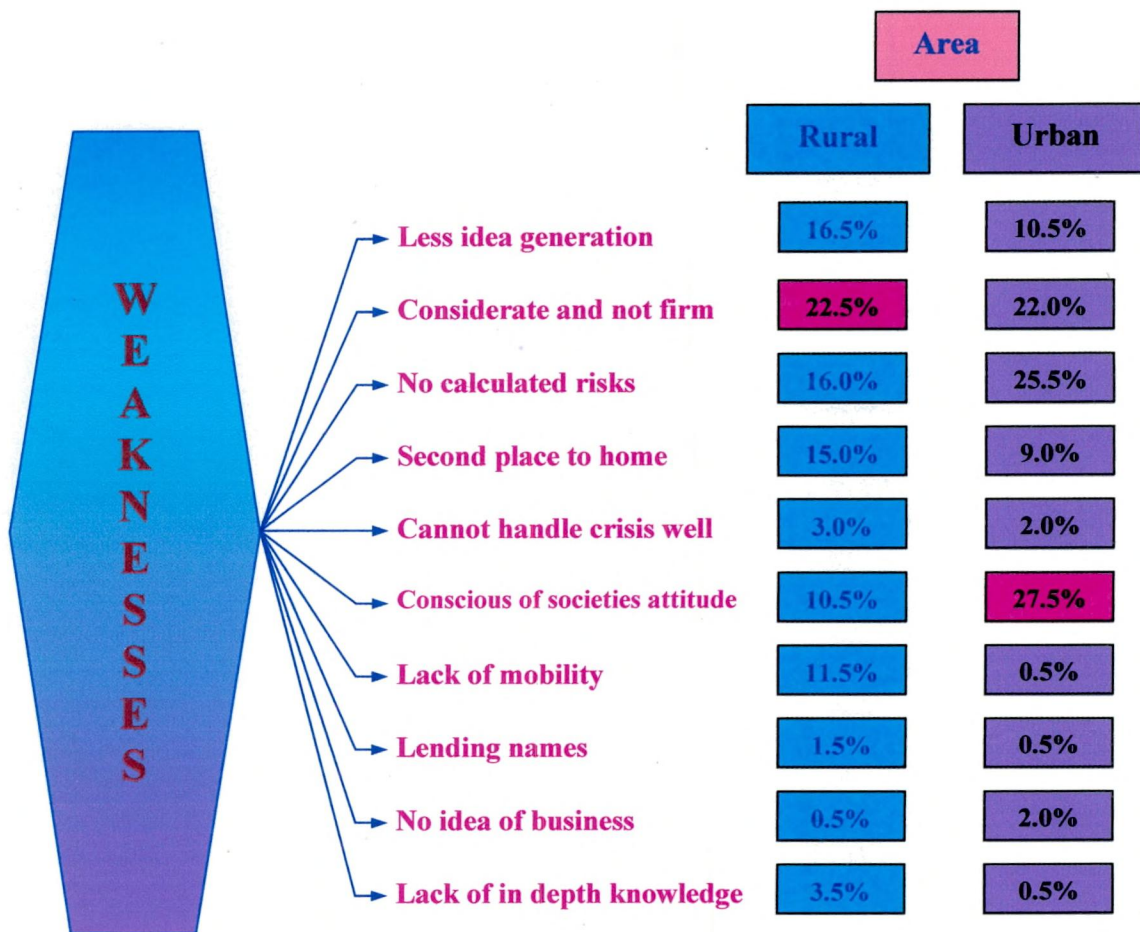 Area
Rural Urban
WEAKNESSES
Less idea generation 16.5% 10.5%
Considerate and not firm 22.5% 22.0%
No calculated risks 16.0% 25.5%
Second place to home 15.0% 9.0%
Cannot handle crisis well 3.0% 2.0%
Conscious of societies attitude 10.5% 27.5%
Lack of mobility 11.5% 0.5%
Lending names 1.5% 0.5%
No idea of business 0.5% 2.0%
Lack of in depth knowledge 3.5% 0.5%